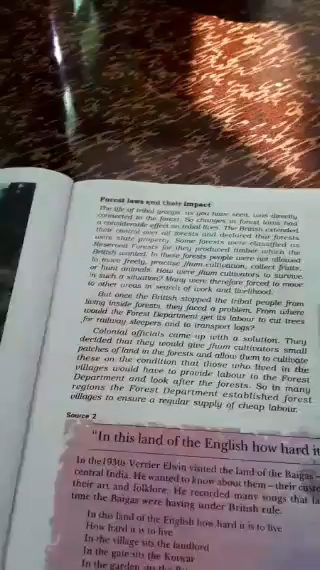 Forest laws and their impact
The life of tribal groups, as you have seen, was directly
connected to the forest. So changes in forest laws had
a considerable effect on tribal lives. The British extended
their control over all forests and declared that forests
were state property. Some forests were classified as
Reserved Forests for they produced timber which the
British wanted. In these forests people were not allowed
to move freely, practise jhum cultivation, collect fruits,
or hunt animals. How were jhum cultivators to survive
in such a situation? Many were therefore forced to move
to other areas in search of work and livelihood.
But once the British stopped the tribal people from
living inside forests, they faced a problem. From where
would the Forest Department get its labour to cut trees
for railway sleepers and to transport logs?
Colonial officials came up with a solution. They
decided that they would give jhum cultivators small
patches of land in the forests and allow them to cultivate
these on the condition that those who lived in the
villages would have to provide labour to the Forest
Department and look after the forests. So in many
regions the Forest Department established forest
villages to ensure a regular supply of cheap labour.
Source 2
"In this land of the English how hard it
In the 1930s Verrier Elwin visited the land of the Baigas –
central India. He wanted to know about them – their
their art and folklore. He recorded many songs that
time the Baigas were having under British rule.
In this land of the English how hard it is to live
How hard it is to live
In the village sits the landlord
In the gate sits the Kotwar
In the garden